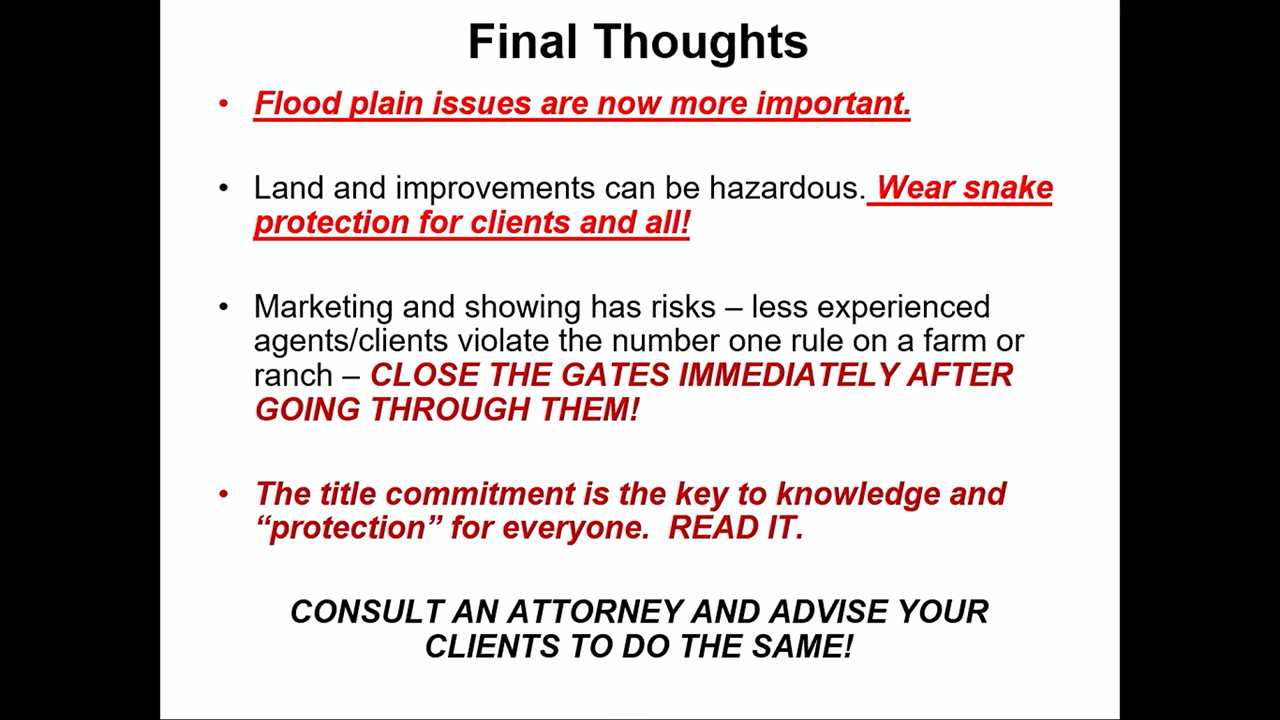 Final Thoughts
• Flood plain issues are now more important.
• Land and improvements can be hazardous. Wear snake
protection for clients and all!
• Marketing and showing has risks – less experienced
agents/clients violate the number one rule on a farm or
ranch – CLOSE THE GATES IMMEDIATELY AFTER
GOING THROUGH THEM!
• The title commitment is the key to knowledge and
“protection” for everyone.  READ IT.
CONSULT AN ATTORNEY AND ADVISE YOUR
CLIENTS TO DO THE SAME!